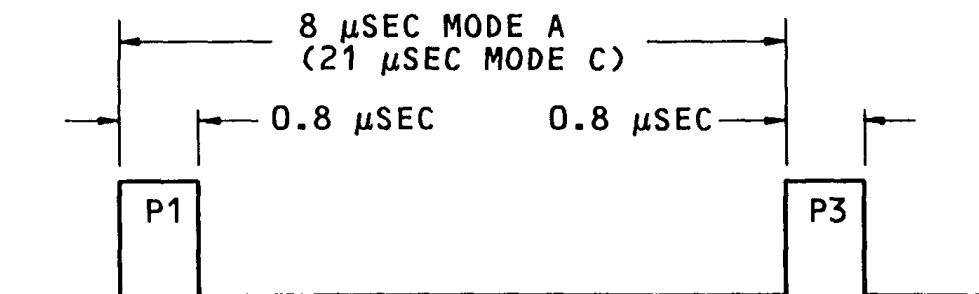 8 µSEC MODE A
(21 µSEC MODE C)
0.8 µSEC
0.8 µSEC
P1
P3